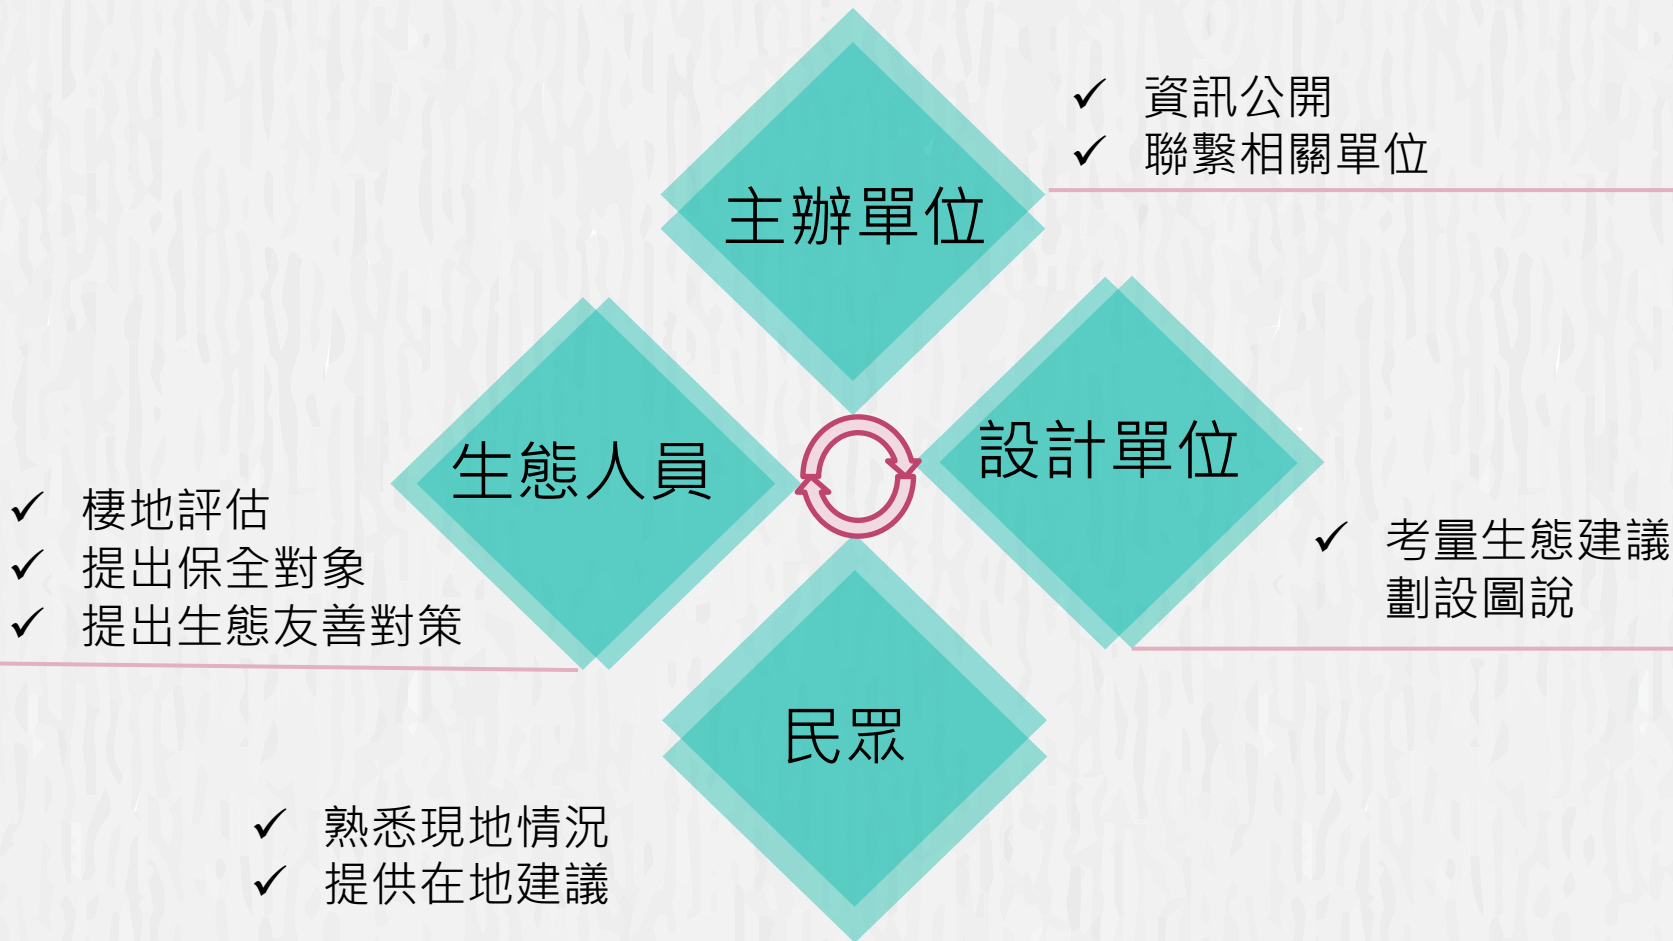 主辦單位
✓ 資訊公開
✓ 聯繫相關單位
生態人員
✓ 棲地評估
✓ 提出保全對象
✓ 提出生態友善對策
設計單位
✓ 考量生態建議
劃設圖說
民眾
✓ 熟悉現地情況
✓ 提供在地建議